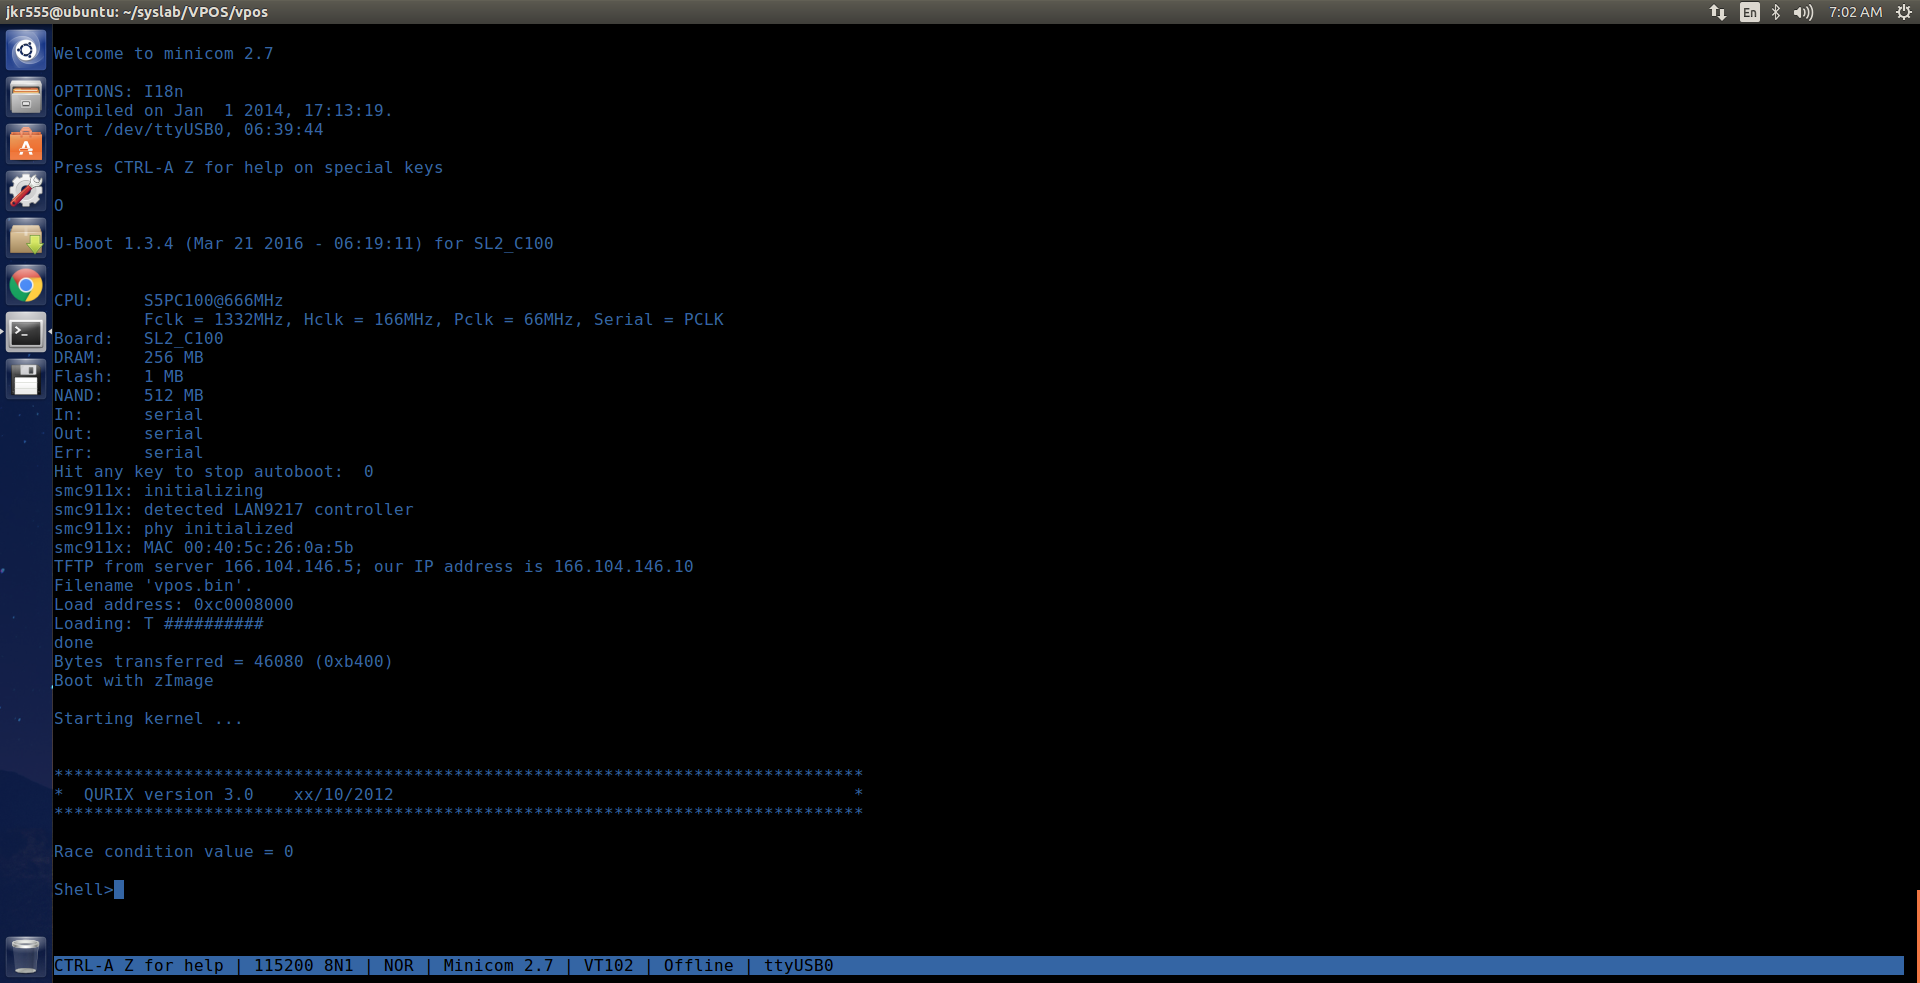 jkr555@ubuntu: ~/syslab/VPOS/vpos
En
7:02 AM
Welcome to minicom 2.7
OPTIONS: I18n
Compiled on Jan  1 2014, 17:13:19.
Port /dev/ttyUSB0, 06:39:44
Press CTRL-A Z for help on special keys
O
U-Boot 1.3.4 (Mar 21 2016 - 06:19:11) for SL2_C100
CPU:     S5PC100@666MHz
         Fclk = 1332MHz, Hclk = 166MHz, Pclk = 66MHz, Serial = PCLK
Board:   SL2_C100
DRAM:    256 MB
Flash:   1 MB
NAND:    512 MB
In:      serial
Out:     serial
Err:     serial
Hit any key to stop autoboot:  0
smc911x: initializing
smc911x: detected LAN9217 controller
smc911x: phy initialized
smc911x: MAC 00:40:5c:26:0a:5b
TFTP from server 166.104.146.5; our IP address is 166.104.146.10
Filename 'vpos.bin'.
Load address: 0xc0008000
Loading: T ##########
done
Bytes transferred = 46080 (0xb400)
Boot with zImage
Starting kernel ...
*********************************************************************************
*  QURIX version 3.0    xx/10/2012                                              *
*********************************************************************************
Race condition value = 0
Shell>
CTRL-A Z for help | 115200 8N1 | NOR | Minicom 2.7 | VT102 | Offline | ttyUSB0